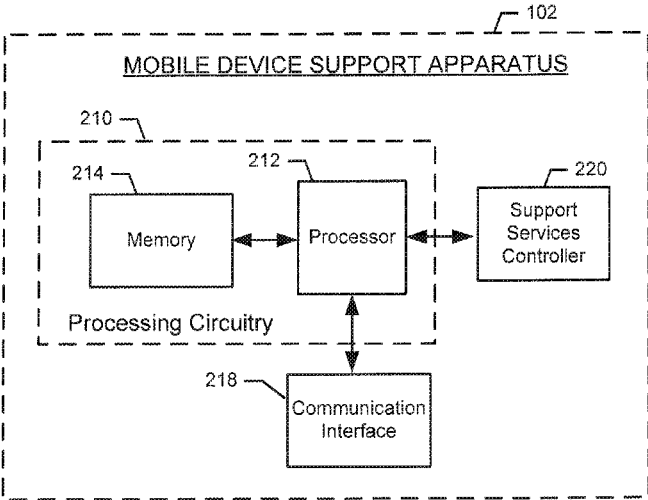 102
MOBILE DEVICE SUPPORT APPARATUS
210
214
212
220
Memory
Processor
Support
Services
Controller
Processing Circuitry
218
Communication
Interface